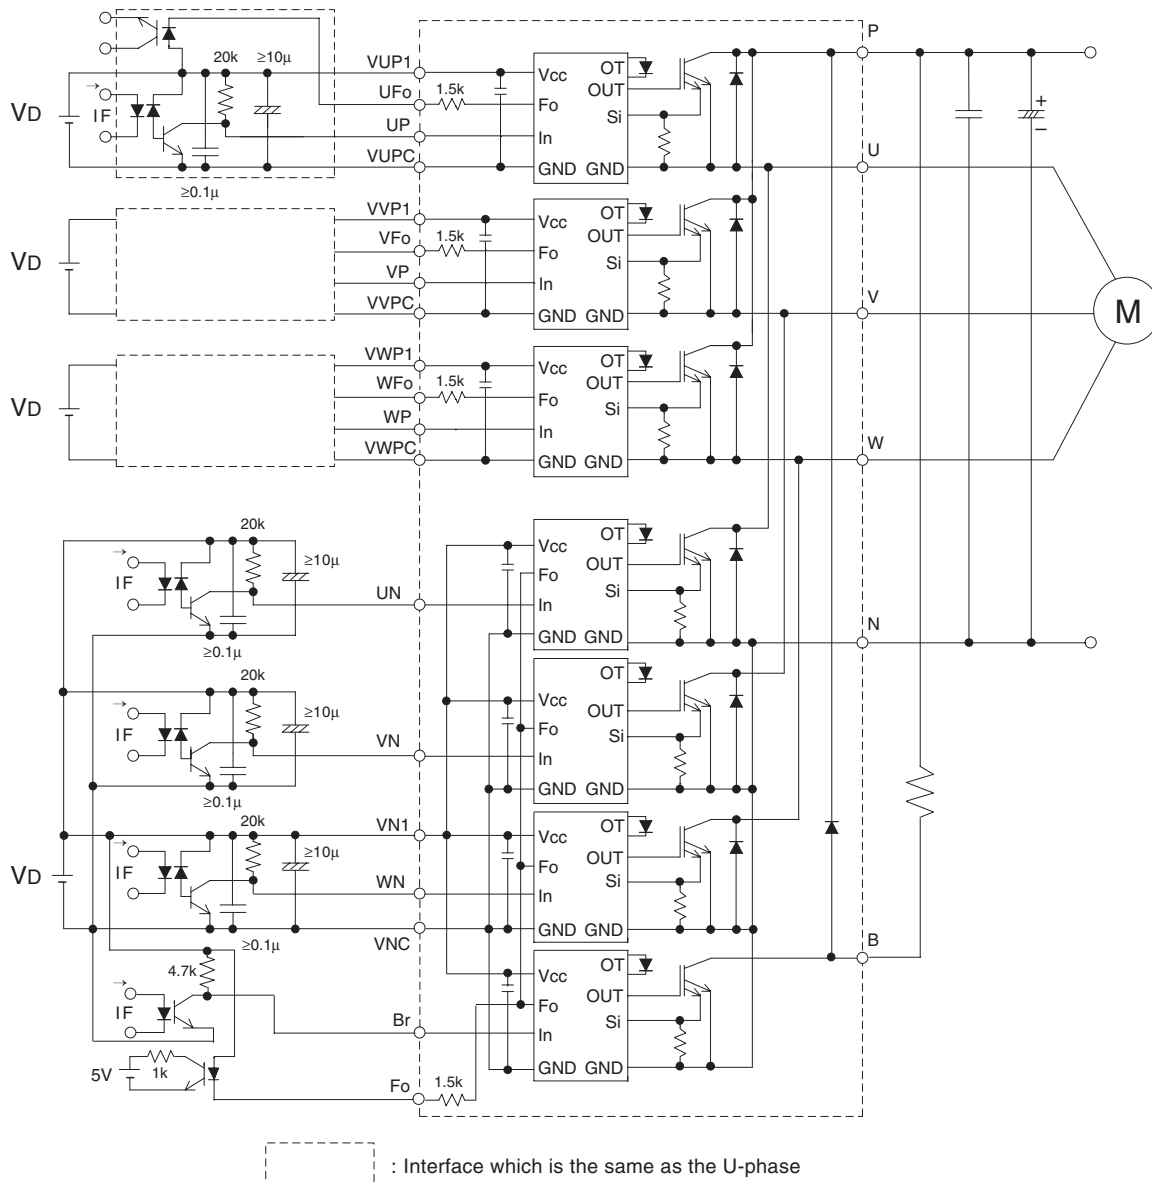 P
20k
≥10μ
VUP1
OT
Vcc
OUT
UFo
1.5k
Fo
Si
VD
IF
UP
In
+
–
VUPC
GND GND
U
≥0.1μ
VVP1
OT
Vcc
OUT
VFo
1.5k
Fo
Si
VD
VP
In
VVPC
GND GND
V
M
VWP1
OT
Vcc
OUT
WFo
1.5k
Fo
Si
VD
WP
In
VWPC
GND GND
W
20k
≥10μ
IF
OT
Vcc
OUT
Fo
Si
UN
In
GND GND
N
≥0.1μ
20k
≥10μ
IF
OT
Vcc
OUT
Fo
Si
VN
In
GND GND
≥0.1μ
20k
≥10μ
VN1
OT
Vcc
OUT
VD
IF
Fo
Si
WN
In
GND GND
VNC
≥0.1μ
B
4.7k
OT
Vcc
OUT
IF
Fo
Si
Br
In
GND GND
5V
1k
Fo
1.5k
: Interface which is the same as the U-phase